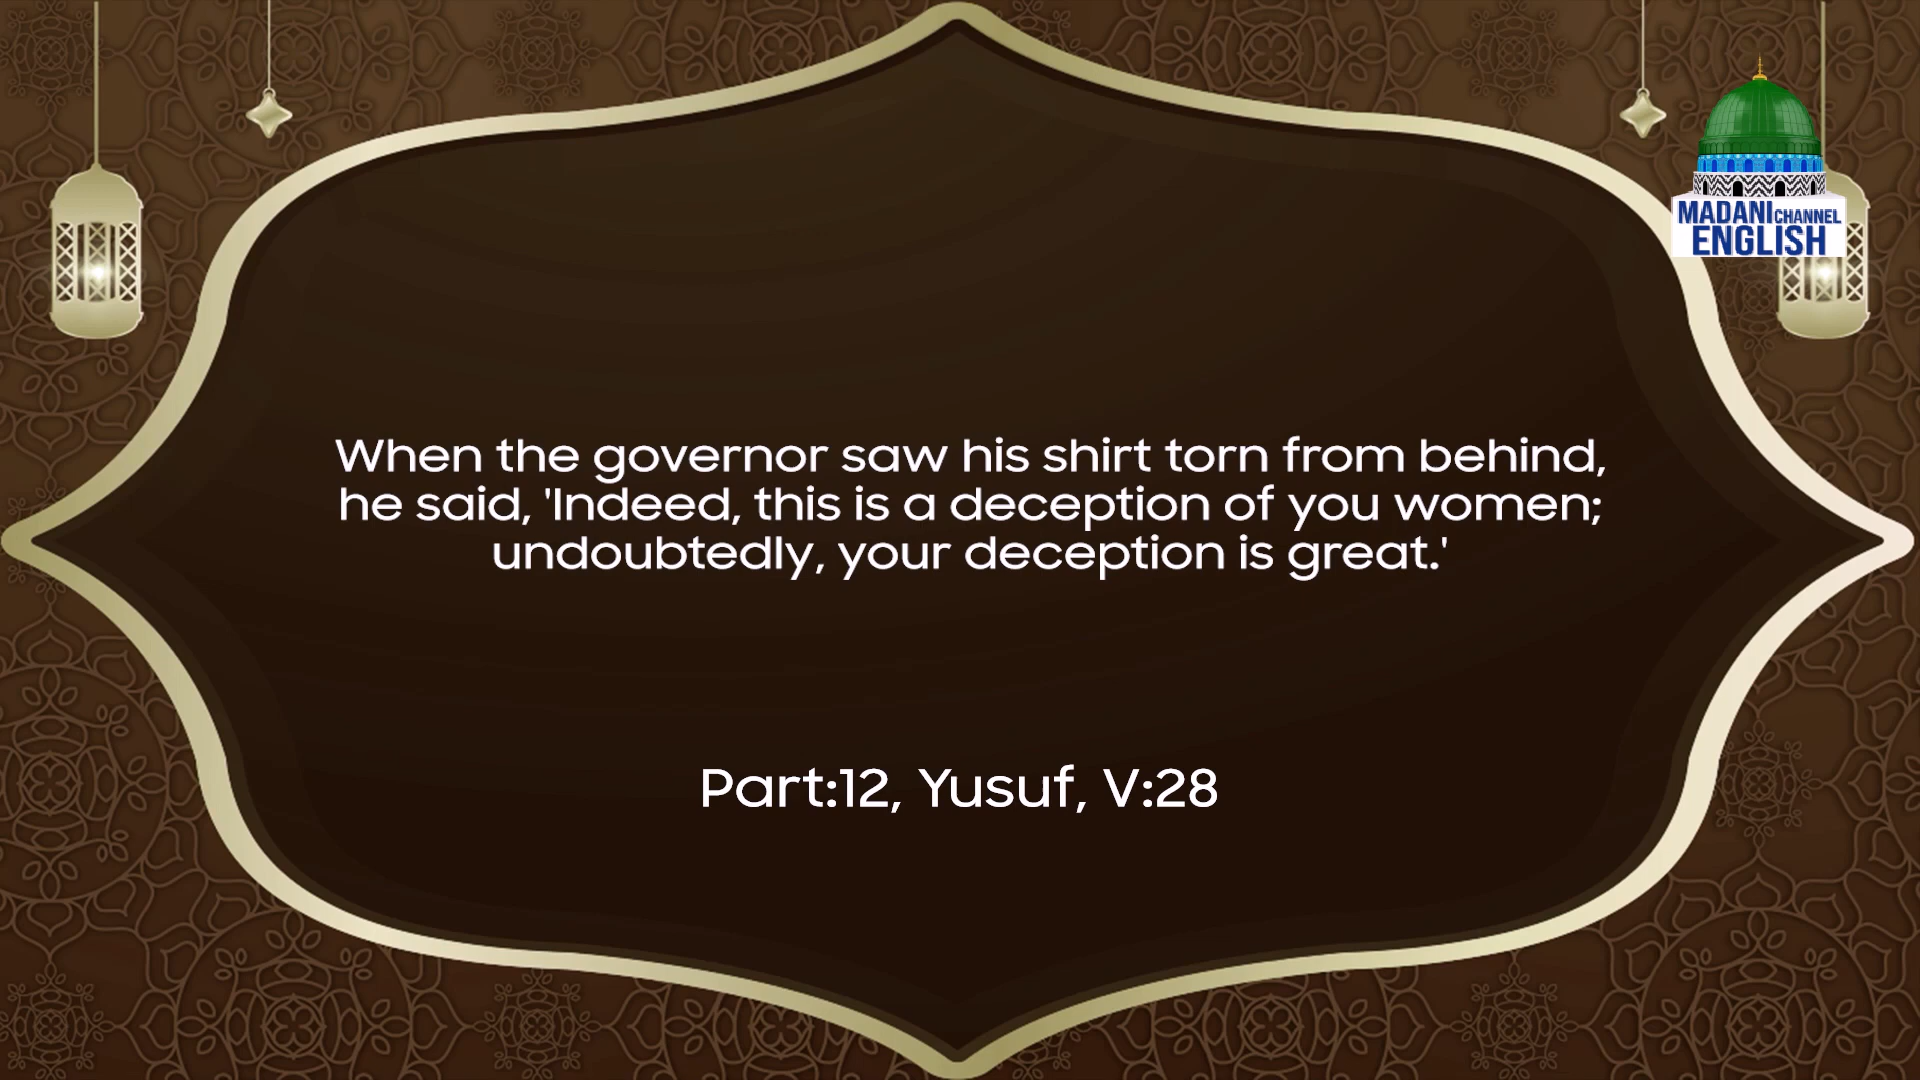 MADANI CHANNEL
ENGLISH
When the governor saw his shirt torn from behind,
he said, 'Indeed, this is a deception of you women;
undoubtedly, your deception is great.'
Part:12, Yusuf, V:28